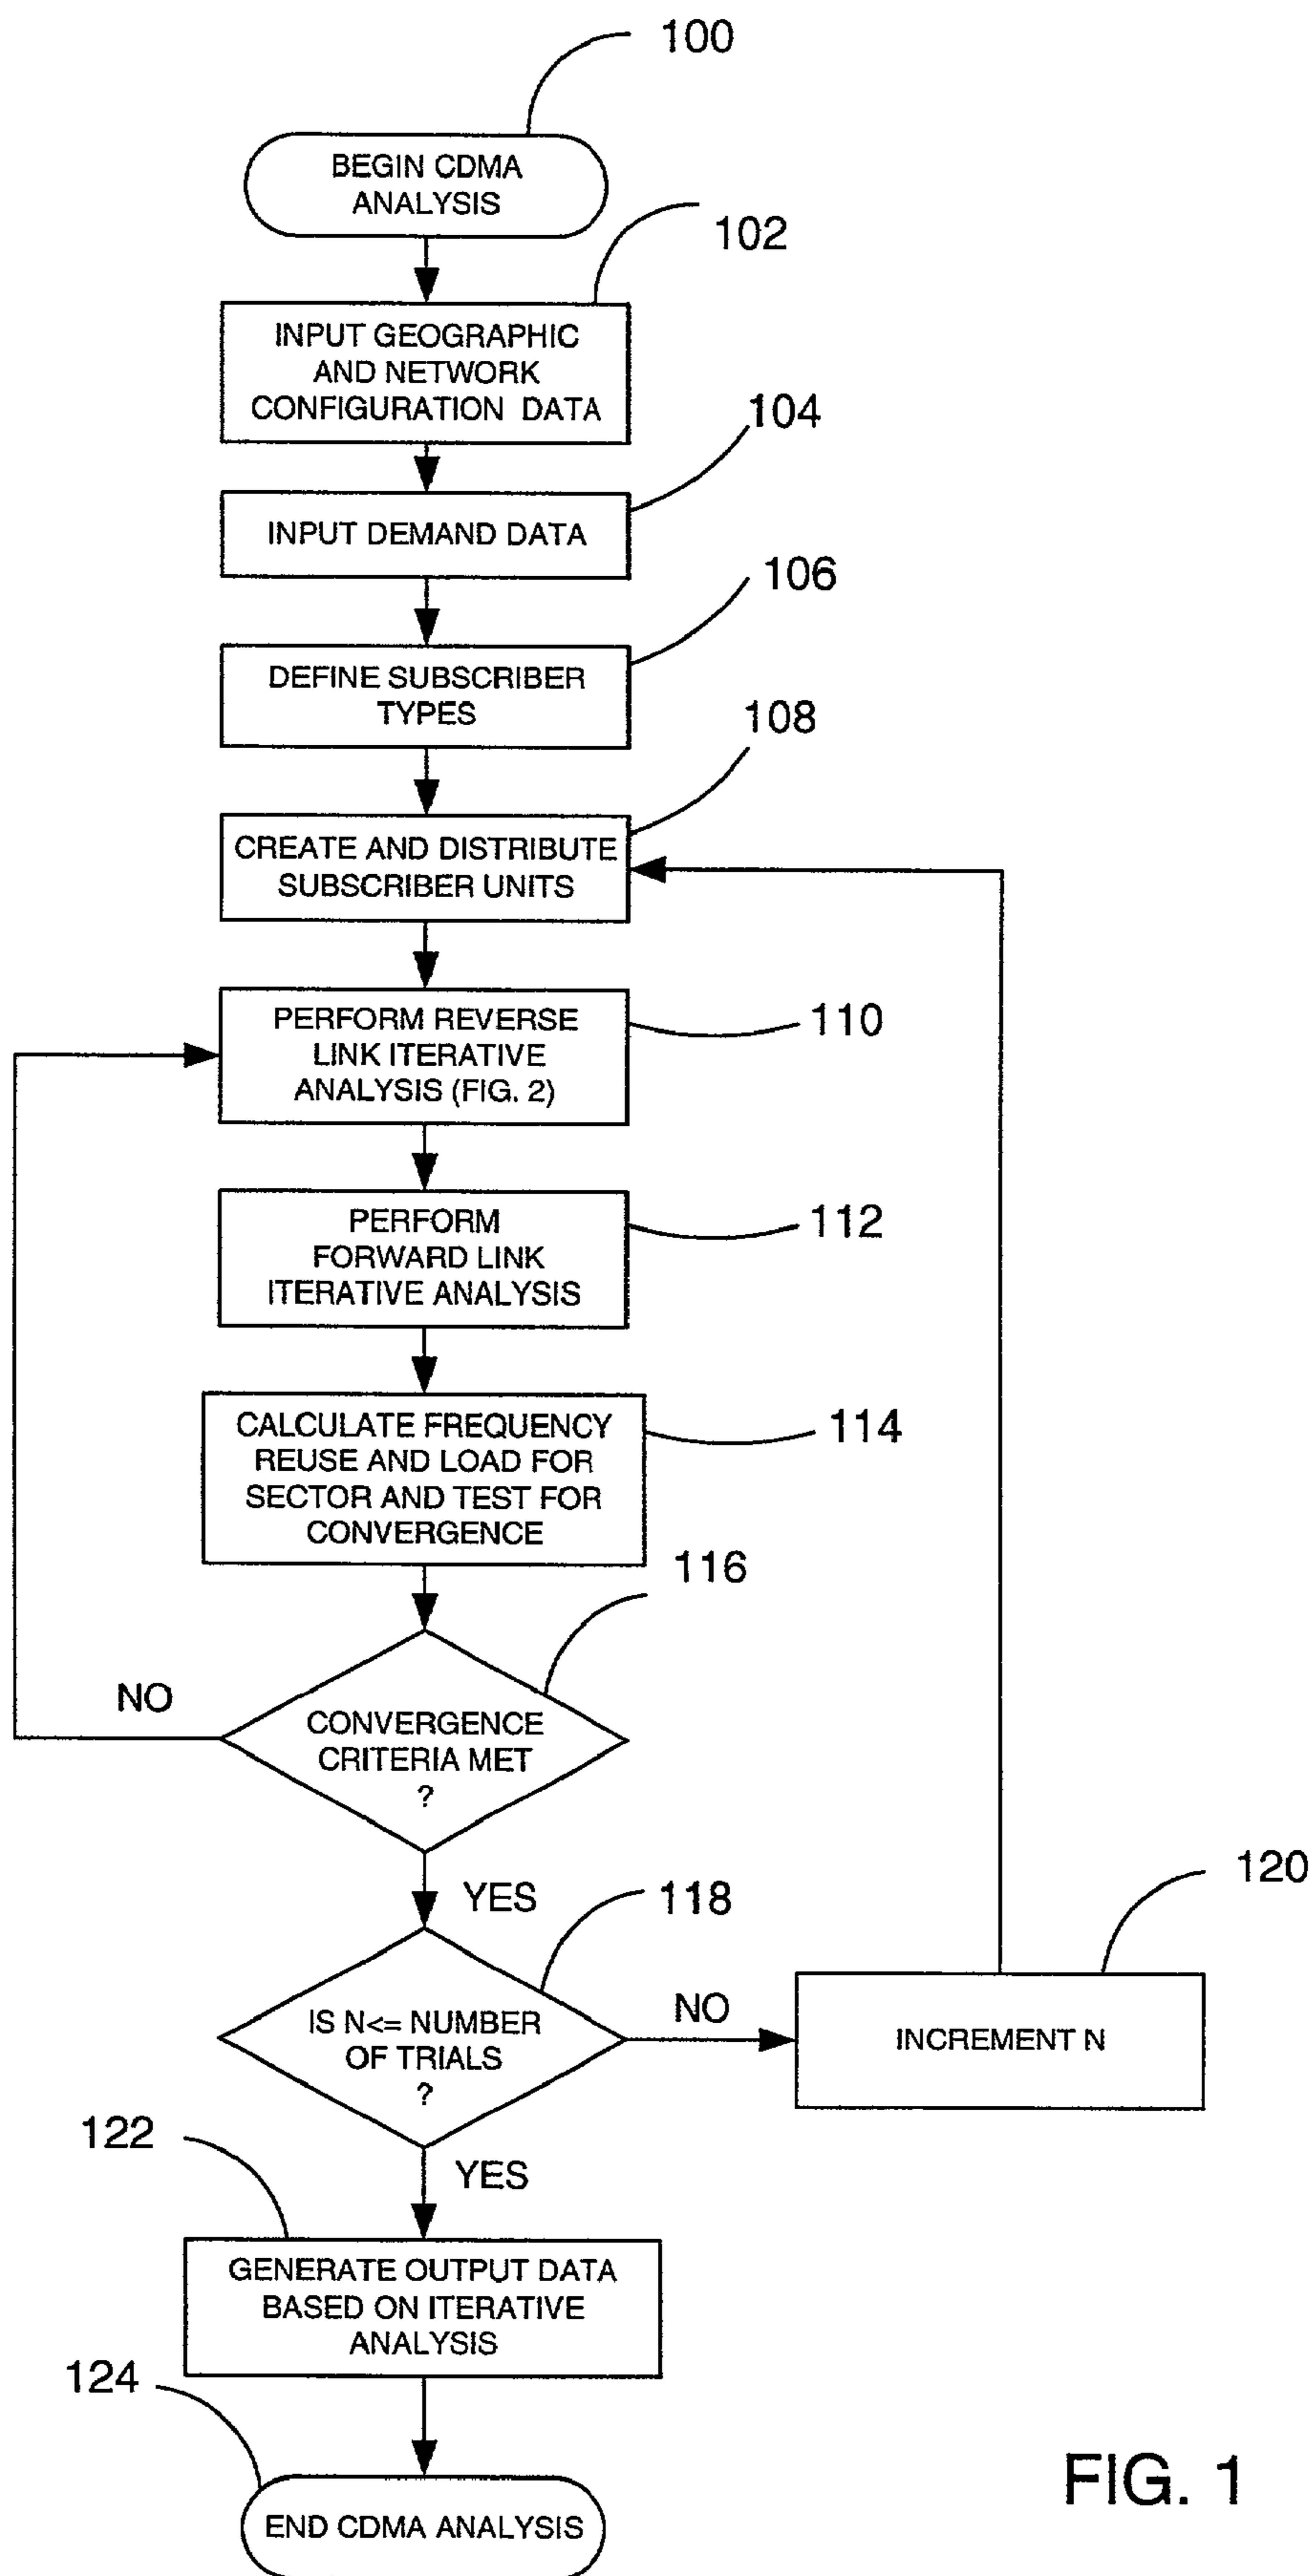 100
BEGIN CDMA
ANALYSIS
102
INPUT GEOGRAPHIC
AND NETWORK
CONFIGURATION DATA
104
INPUT DEMAND DATA
106
DEFINE SUBSCRIBER
TYPES
108
CREATE AND DISTRIBUTE
SUBSCRIBER UNITS
110
PERFORM REVERSE
LINK ITERATIVE
ANALYSIS (FIG. 2)
112
PERFORM
FORWARD LINK
ITERATIVE ANALYSIS
114
CALCULATE FREQUENCY
REUSE AND LOAD FOR
SECTOR AND TEST FOR
CONVERGENCE
116
NO
CONVERGENCE
CRITERIA MET
?
YES
118
120
IS N<= NUMBER
OF TRIALS
?
NO
INCREMENT N
122
YES
GENERATE OUTPUT DATA
BASED ON ITERATIVE
ANALYSIS
124
END CDMA ANALYSIS
FIG. 1